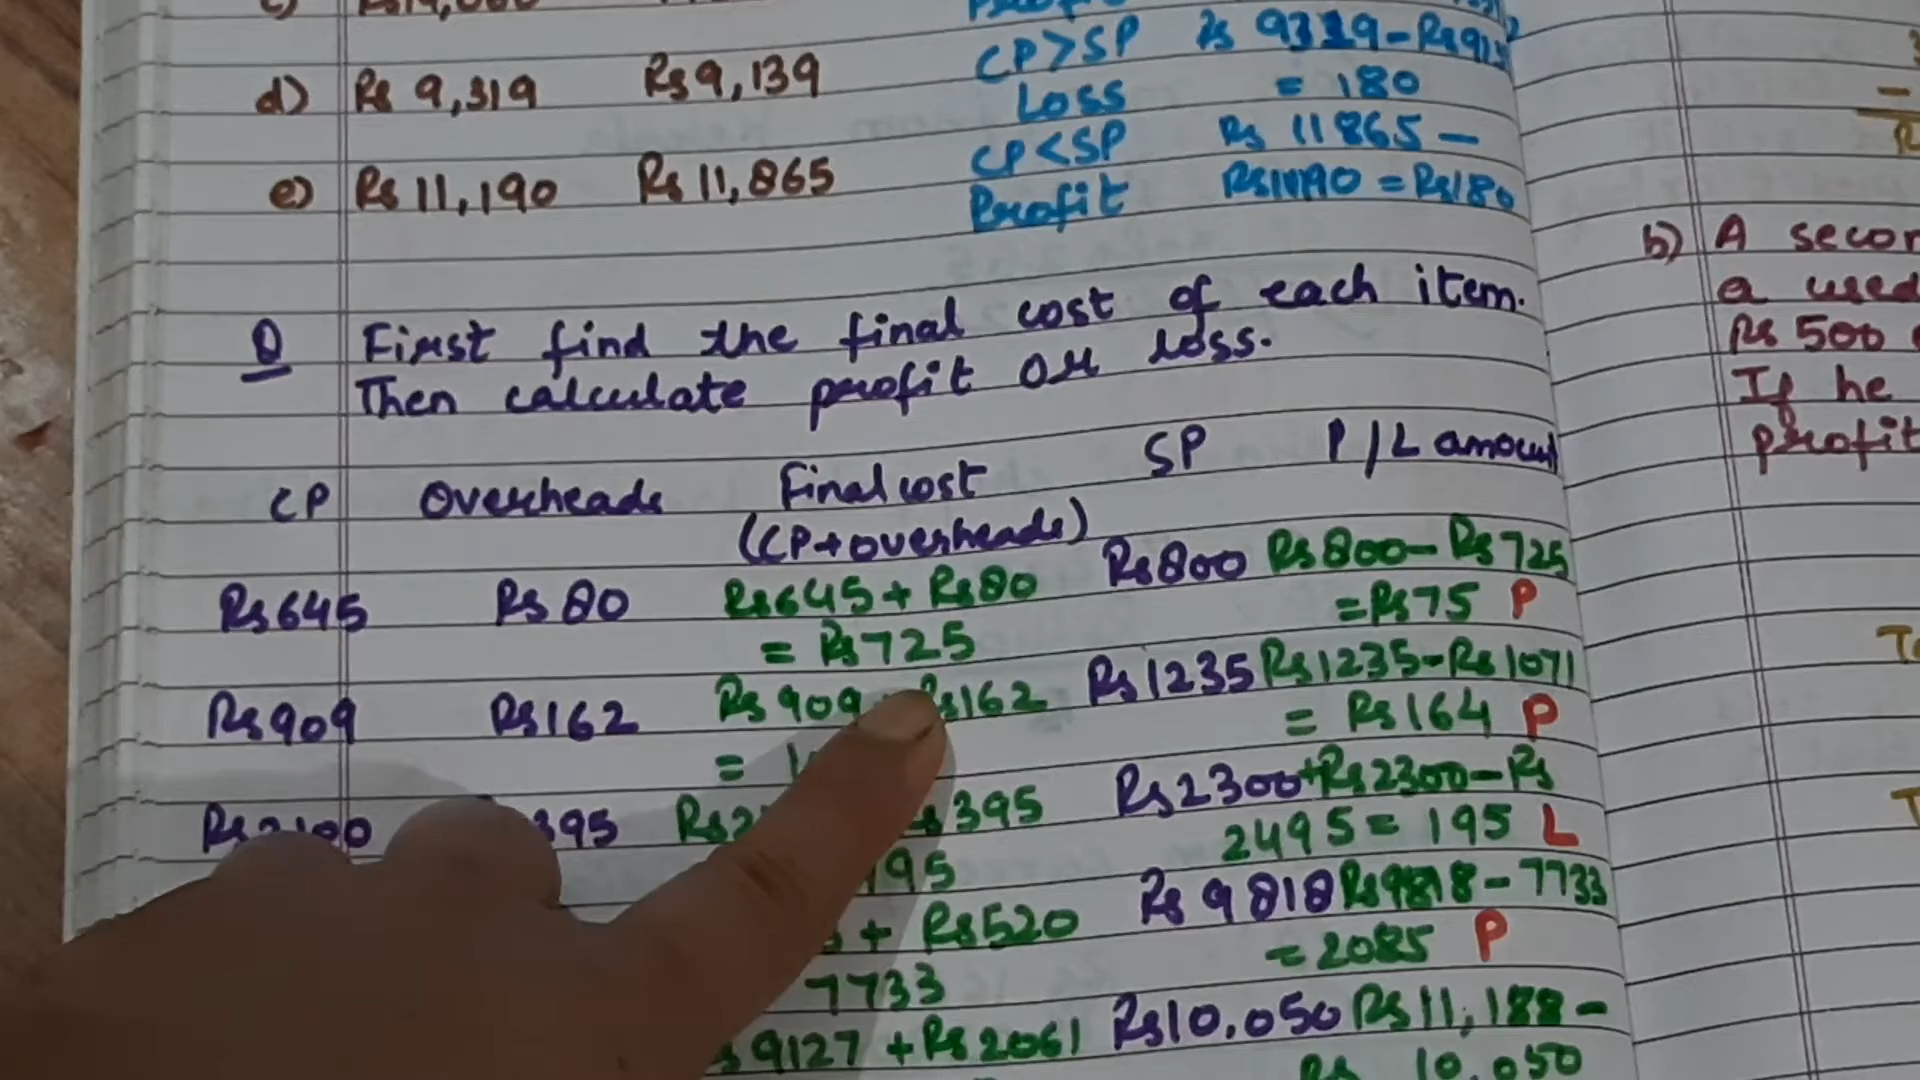 d) Rs 9,319 Rs 9,139 CP > SP Rs 9319 -
Loss = 180
e) Rs 11,190 Rs 11,865 CP < SP Rs 11865 -
Profit Rs 11190 = Rs 180
Q First find the final cost of each item.
Then calculate profit or loss.
CP Overheads Final cost SP P/L amount
(CP + overheads)
Rs 645 Rs 80 Rs 645 + Rs 80 Rs 800 Rs 800 - Rs 725
= Rs 725 = Rs 75 P
Rs 909 Rs 162 Rs 909 Rs 162 Rs 1235 Rs 1235 - Rs 1071
= = Rs 164 P
395 395 Rs 2300 Rs 2300 - Rs
2495 = 195 L
+ Rs 520 Rs 9818 Rs 9818 - 7733
7733 = 2085 P
9127 + Rs 2061 Rs 10,050 Rs 11,188 -
Rs 10,050
b) A
a used
Rs 500
If he
profit